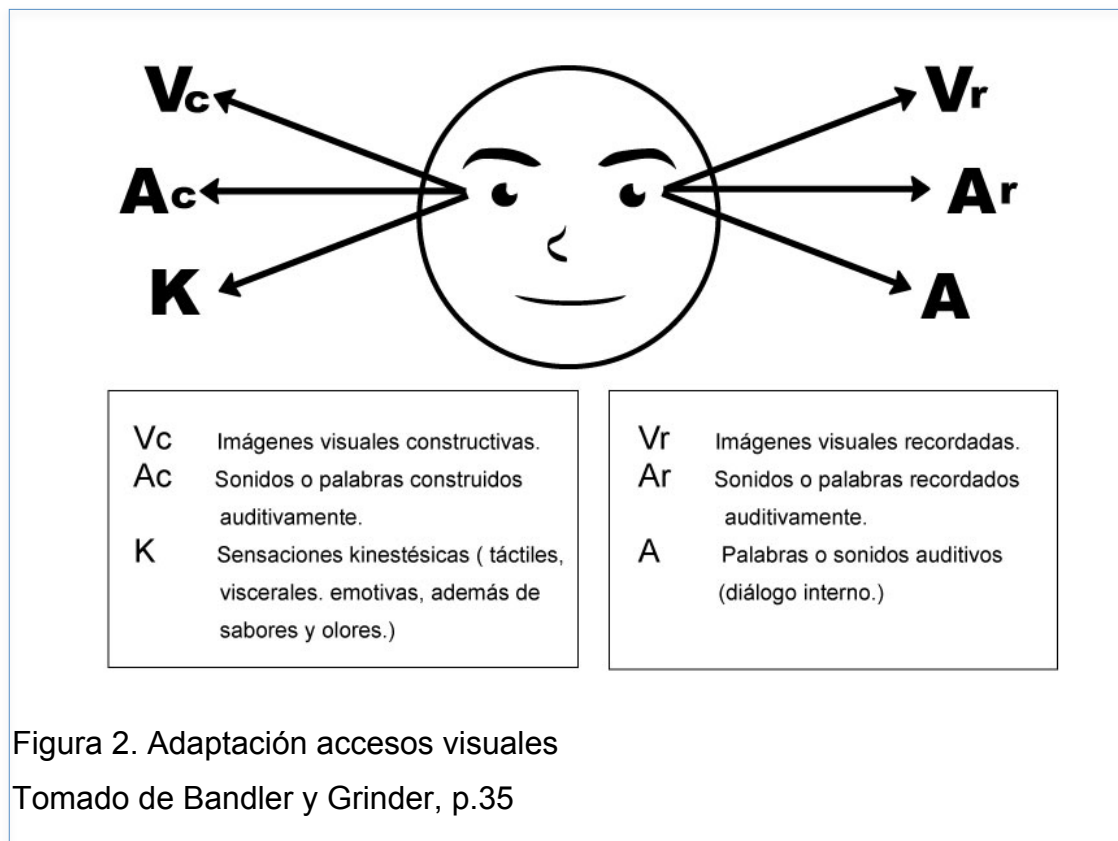 Vc
Vr
Ac
Ar
K
A
Vc Imágenes visuales constructivas.
Ac Sonidos o palabras construidos
auditivamente.
K Sensaciones kinestésicas ( táctiles,
viscerales. emotivas, además de
sabores y olores.)
Vr Imágenes visuales recordadas.
Ar Sonidos o palabras recordados
auditivamente.
A Palabras o sonidos auditivos
(diálogo interno.)
Figura 2. Adaptación accesos visuales
Tomado de Bandler y Grinder, p.35